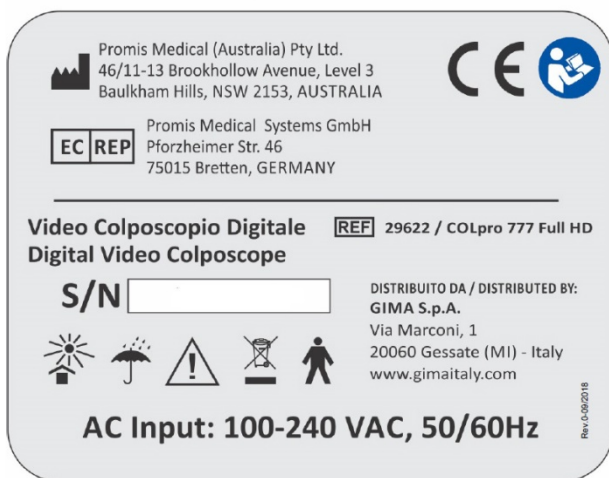 Promis Medical (Australia) Pty Ltd.
46/11-13 Brookhollow Avenue, Level 3
Baulkham Hills, NSW 2153, AUSTRALIA
CE
EC REP
Promis Medical Systems GmbH
Pforzheimer Str. 46
75015 Bretten, GERMANY
Video Colposcopio Digitale
Digital Video Colposcope
REF 29622 / COLpro 777 Full HD
S/N
DISTRIBUITO DA / DISTRIBUTED BY:
GIMA S.p.A.
Via Marconi, 1
20060 Gessate (MI) - Italy
www.gimaitaly.com
AC Input: 100-240 VAC, 50/60Hz
Rev.0-09/2018